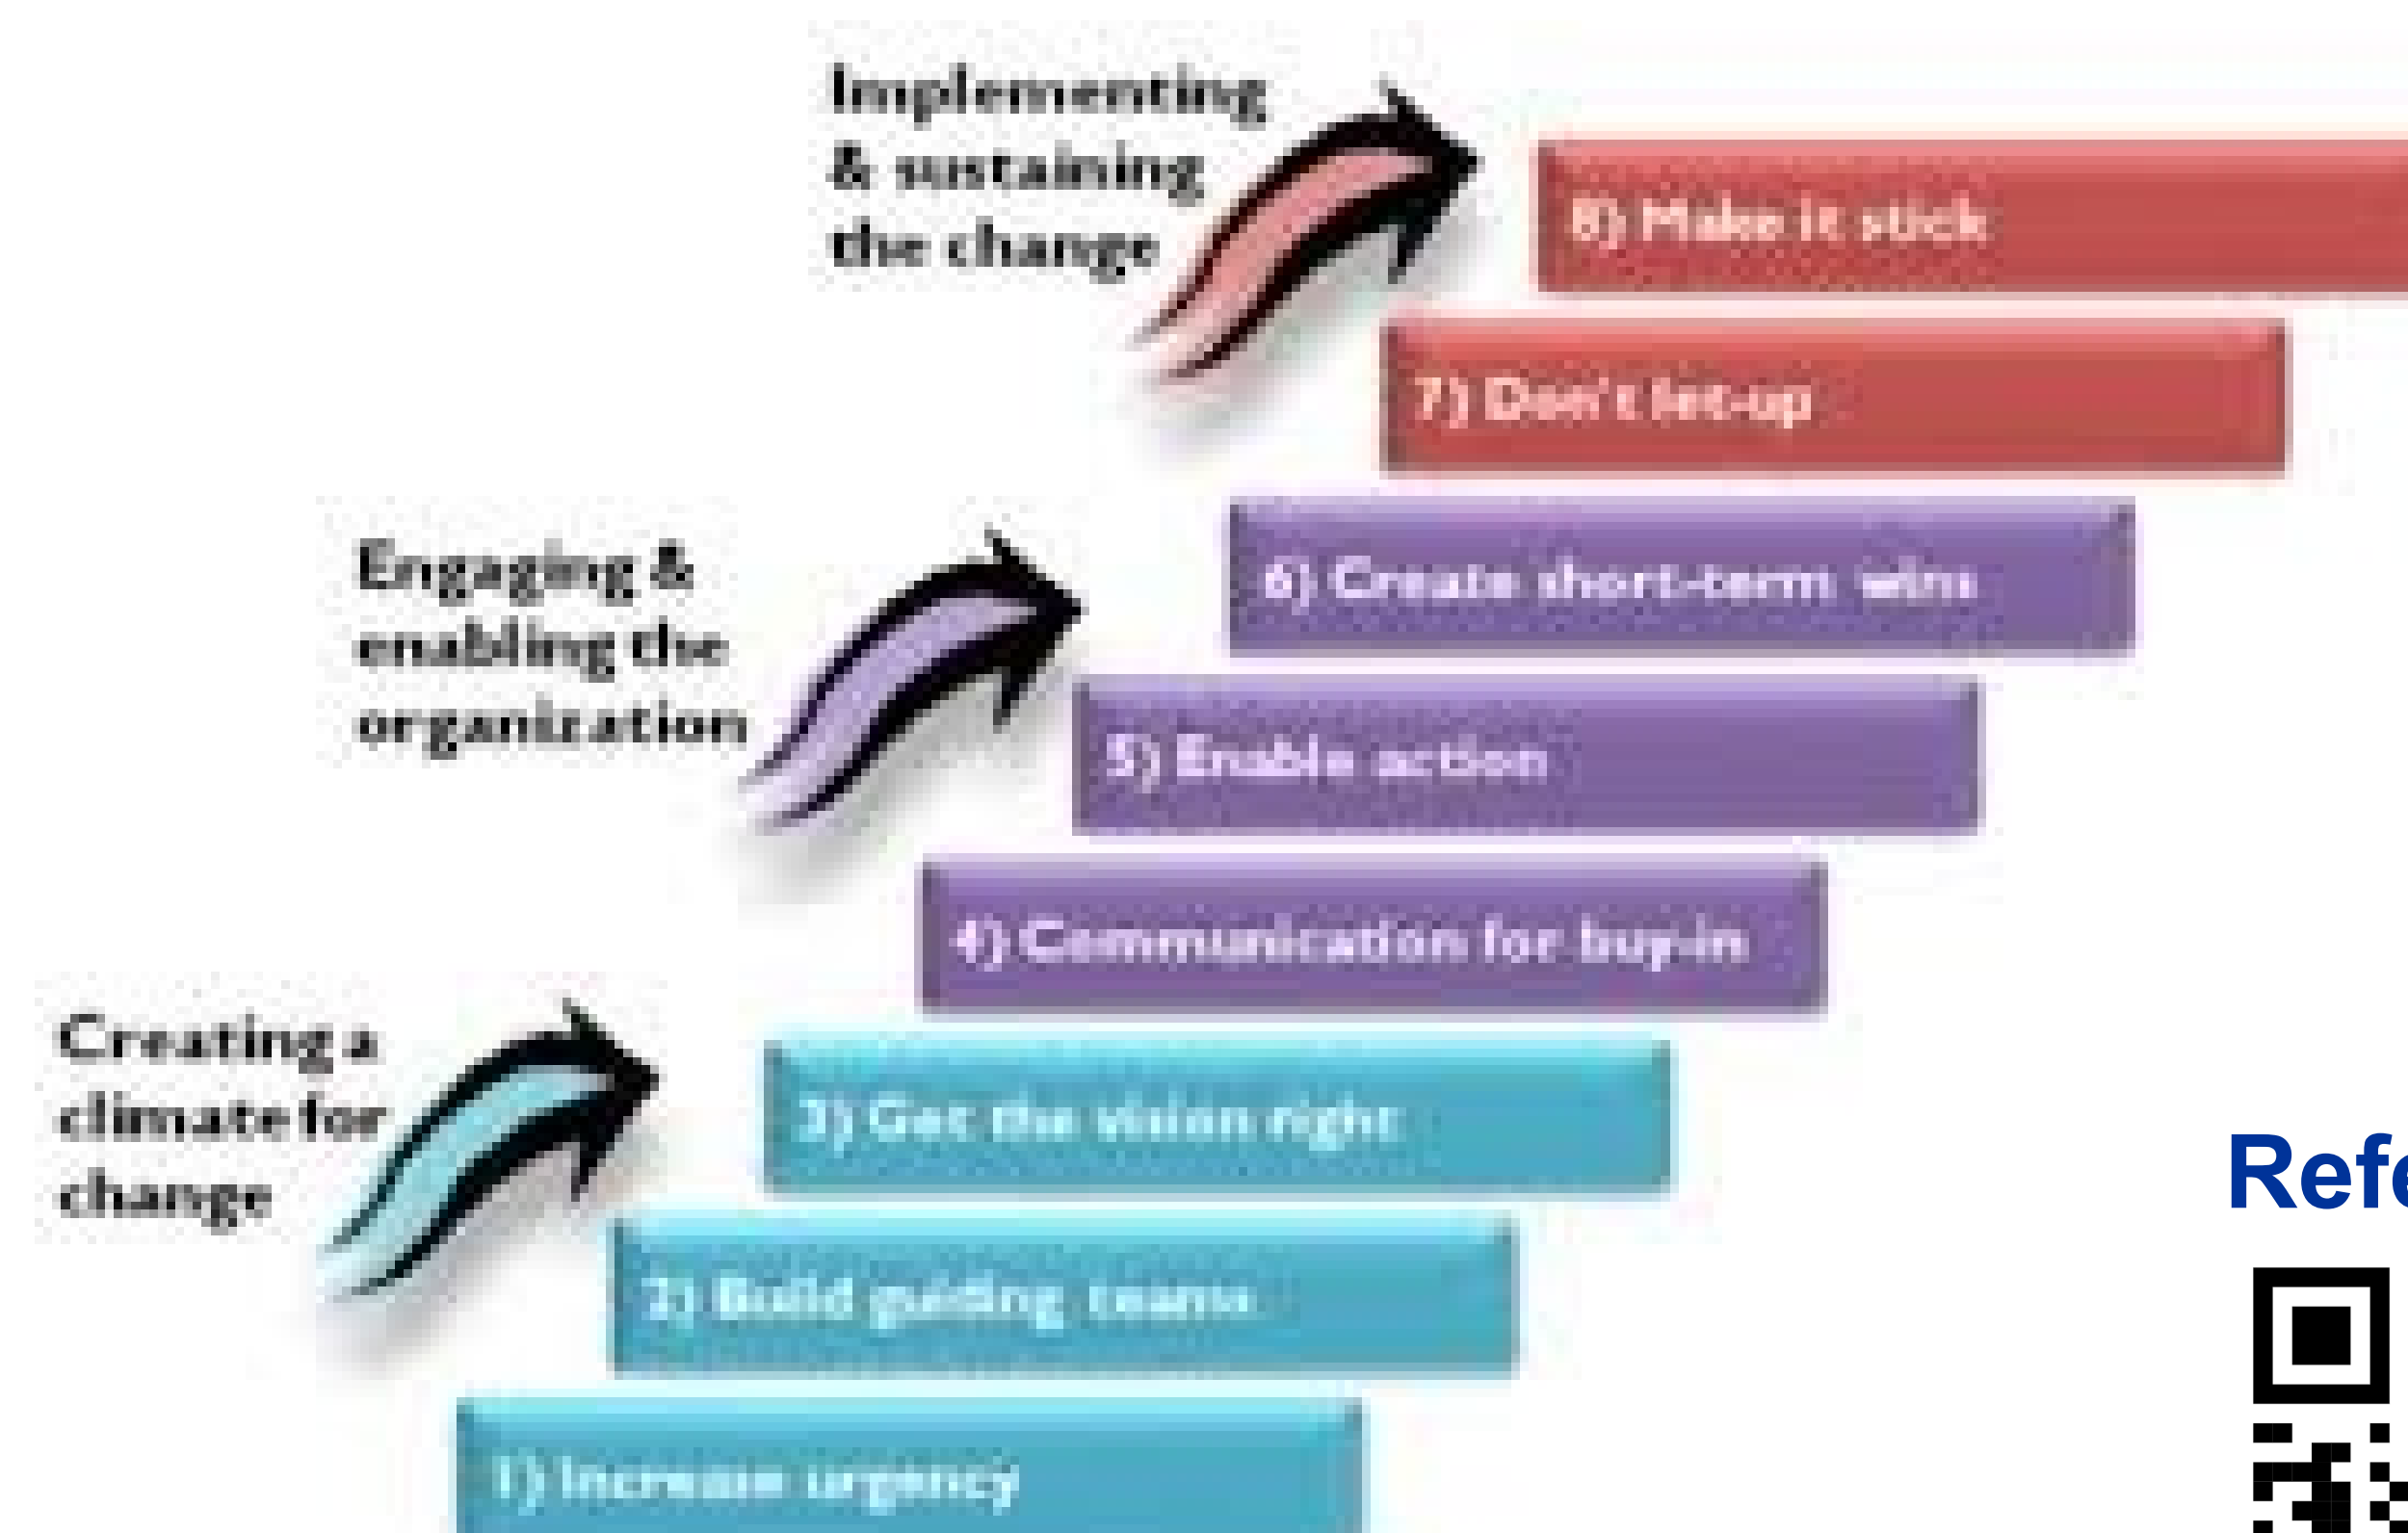 Implementing
& sustaining
the change
8) Make it stick
7) Don't let-up
Engaging &
enabling the
organization
6) Create short-term wins
5) Enable action
4) Communication for buy-in
Creating a
climate for
change
3) Get the vision right
2) Build guiding teams
1) Increase urgency
Refe